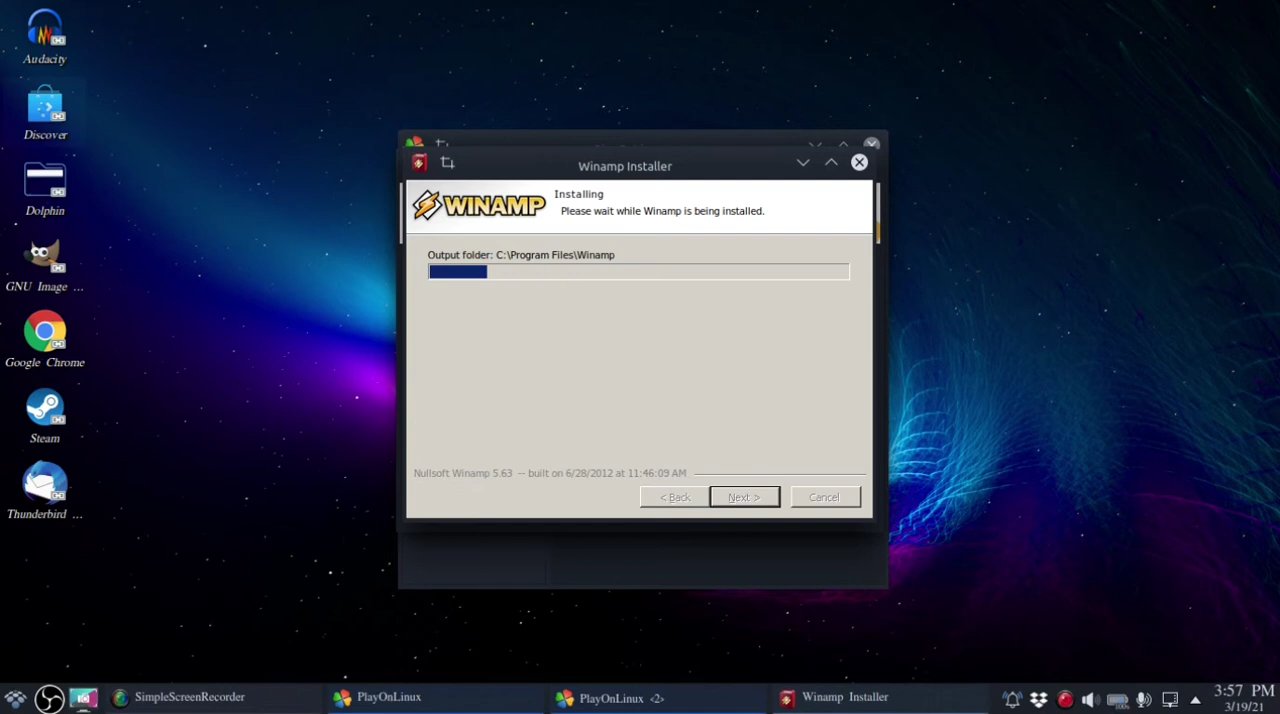 Audacity
Discover
Dolphin
GNU Image ...
Google Chrome
Steam
Thunderbird ...
Winamp Installer
WINAMP
Installing
Please wait while Winamp is being installed.
Output folder: C:\Program Files\Winamp
Nullsoft Winamp 5.63 -- built on 6/28/2012 at 11:46:09 AM
< Back
Next >
Cancel
SimpleScreenRecorder
PlayOnLinux
PlayOnLinux <2>
Winamp Installer
100%
3:57 PM
3/19/21